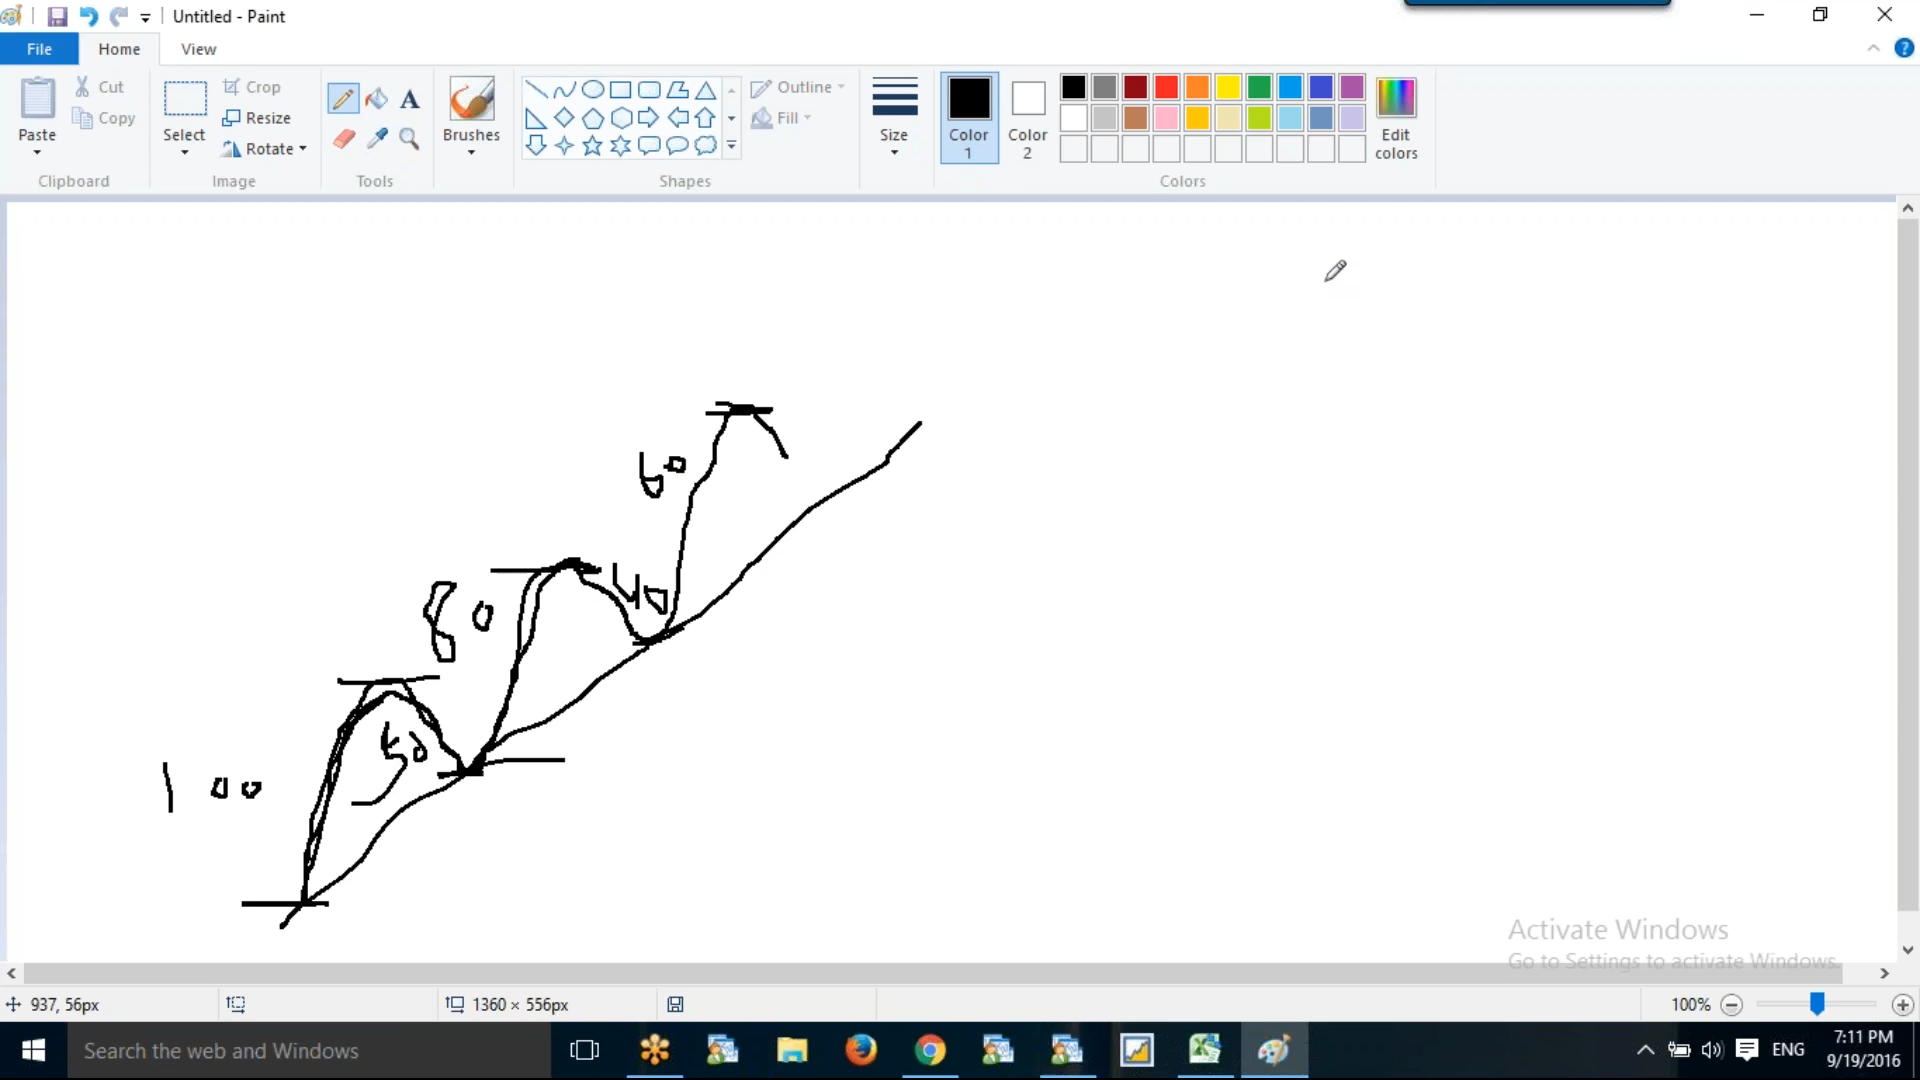 Untitled - Paint
File Home View
Paste
Cut
Copy
Clipboard
Select
Crop
Resize
Rotate
Image
Tools
Brushes
Shapes
Outline
Fill
Size
Color 1
Color 2
Edit colors
Colors
60
40
80
50
100
Activate Windows
Go to Settings to activate Windows.
937, 56px
1360 × 556px
100%
Search the web and Windows
ENG
7:11 PM
9/19/2016